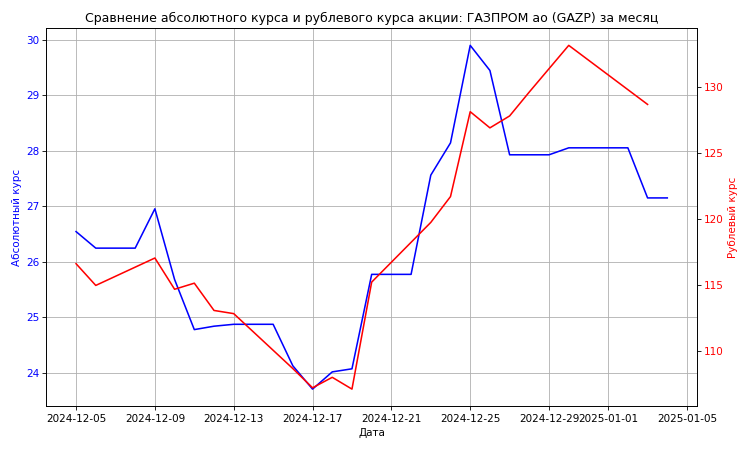 Сравнение абсолютного курса и рублевого курса акции: ГАЗПРОМ ао (GAZP) за месяц
30
29
28
27
26
25
24
Абсолютный курс
130
125
120
115
110
Рублевый курс
2024-12-05 2024-12-09 2024-12-13 2024-12-17 2024-12-21 2024-12-25 2024-12-29 2025-01-01 2025-01-05
Дата